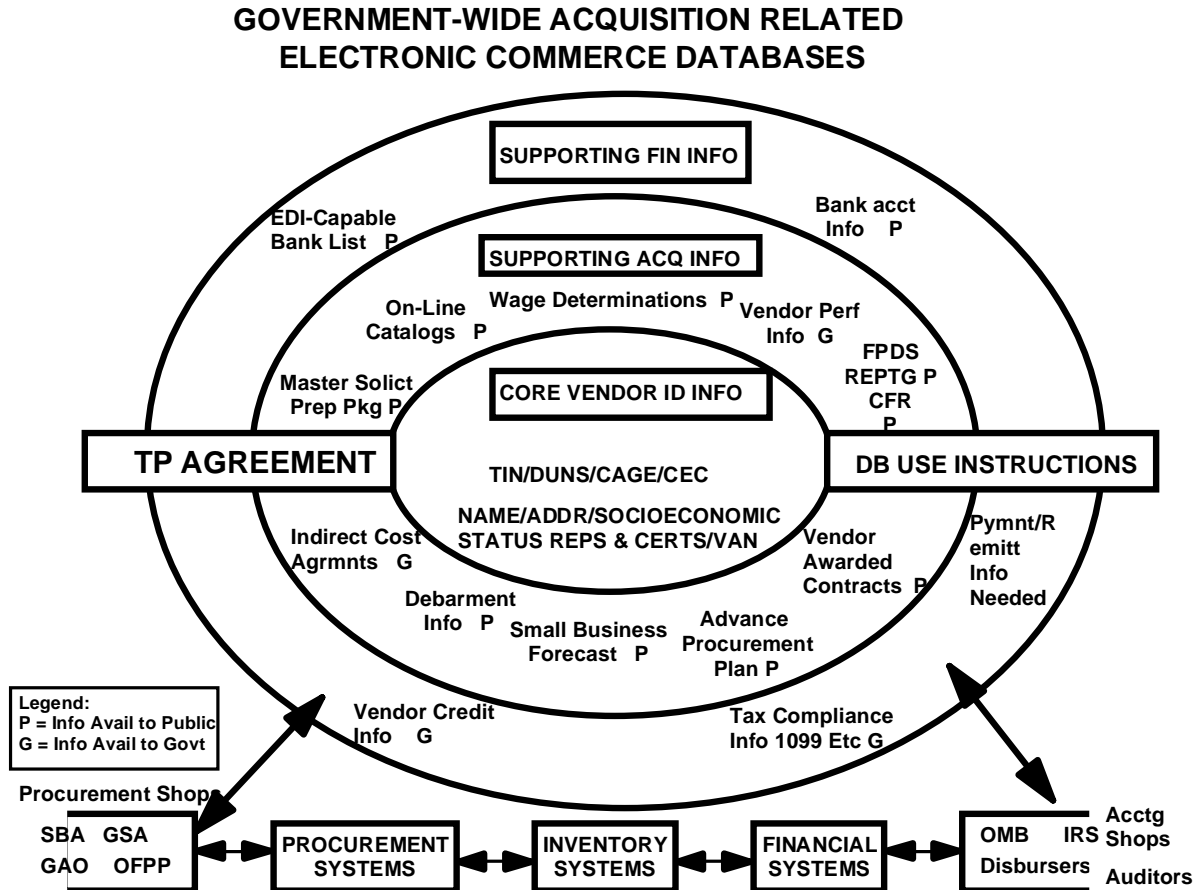 GOVERNMENT-WIDE ACQUISITION RELATED
ELECTRONIC COMMERCE DATABASES
SUPPORTING FIN INFO
EDI-Capable
Bank List P
Bank acct
Info P
SUPPORTING ACQ INFO
On-Line
Catalogs P
Wage Determinations P
Vendor Perf
Info G
FPDS
REPTG P
CFR
P
Master Solict
Prep Pkg P
CORE VENDOR ID INFO
TP AGREEMENT
DB USE INSTRUCTIONS
TIN/DUNS/CAGE/CEC
NAME/ADDR/SOCIOECONOMIC
STATUS REPS & CERTS/VAN
Indirect Cost
Agrmnts G
Vendor
Awarded
Contracts P
Pymnt/R
emitt
Info
Needed
Debarment
Info P
Small Business
Forecast P
Advance
Procurement
Plan P
Legend:
P = Info Avail to Public
G = Info Avail to Govt
Vendor Credit
Info G
Tax Compliance
Info 1099 Etc G
Procurement Shops
SBA GSA
GAO OFPP
PROCUREMENT
SYSTEMS
INVENTORY
SYSTEMS
FINANCIAL
SYSTEMS
OMB IRS
Disbursers
Acctg
Shops
Auditors